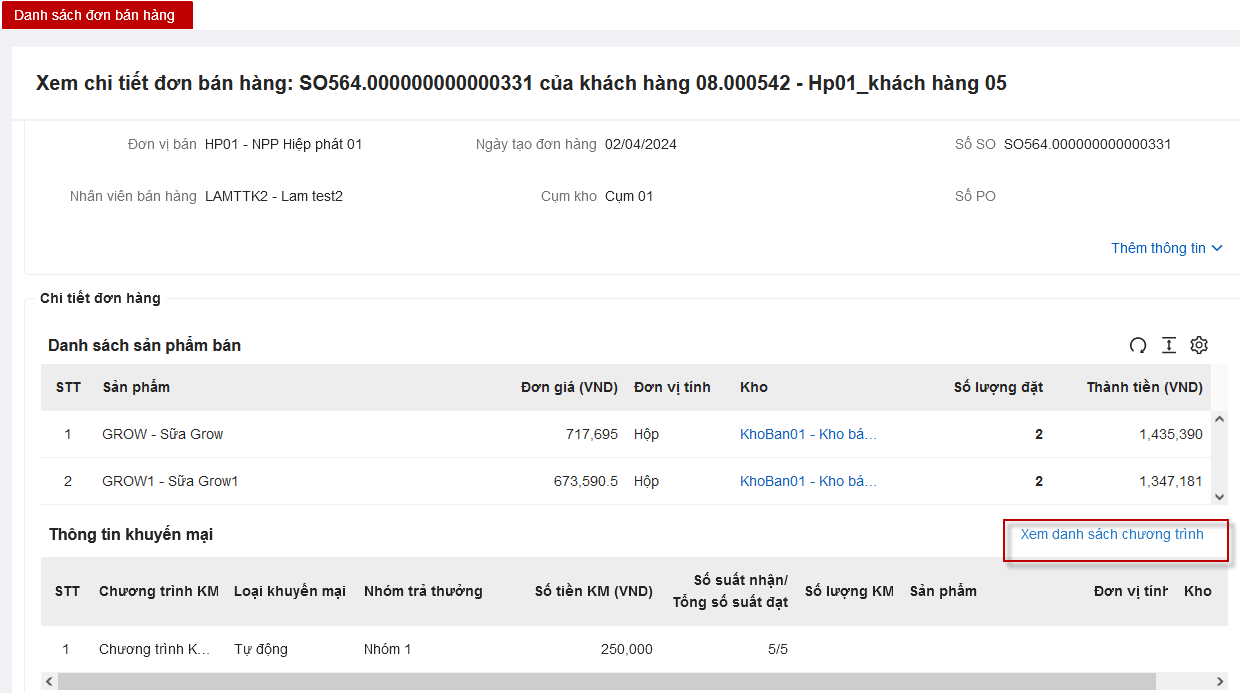 Danh sách đơn bán hàng
Xem chi tiết đơn bán hàng: SO564.000000000000331 của khách hàng 08.000542 - Hp01_khách hàng 05
Đơn vị bán HP01 - NPP Hiệp phát 01 Ngày tạo đơn hàng 02/04/2024 Số SO SO564.000000000000331
Nhân viên bán hàng LAMTTK2 - Lam test2 Cụm kho Cụm 01 Số PO
Thêm thông tin
Chi tiết đơn hàng
Danh sách sản phẩm bán
STT Sản phẩm Đơn giá (VND) Đơn vị tính Kho Số lượng đặt Thành tiền (VND)
1 GROW - Sữa Grow 717,695 Hộp KhoBan01 - Kho bá... 2 1,435,390
2 GROW1 - Sữa Grow1 673,590.5 Hộp KhoBan01 - Kho bá... 2 1,347,181
Thông tin khuyến mại Xem danh sách chương trình
STT Chương trình KM Loại khuyến mại Nhóm trả thưởng Số tiền KM (VND) Số suất nhận/ Tổng số suất đạt Số lượng KM Sản phẩm Đơn vị tính Kho
1 Chương trình K... Tự động Nhóm 1 250,000 5/5